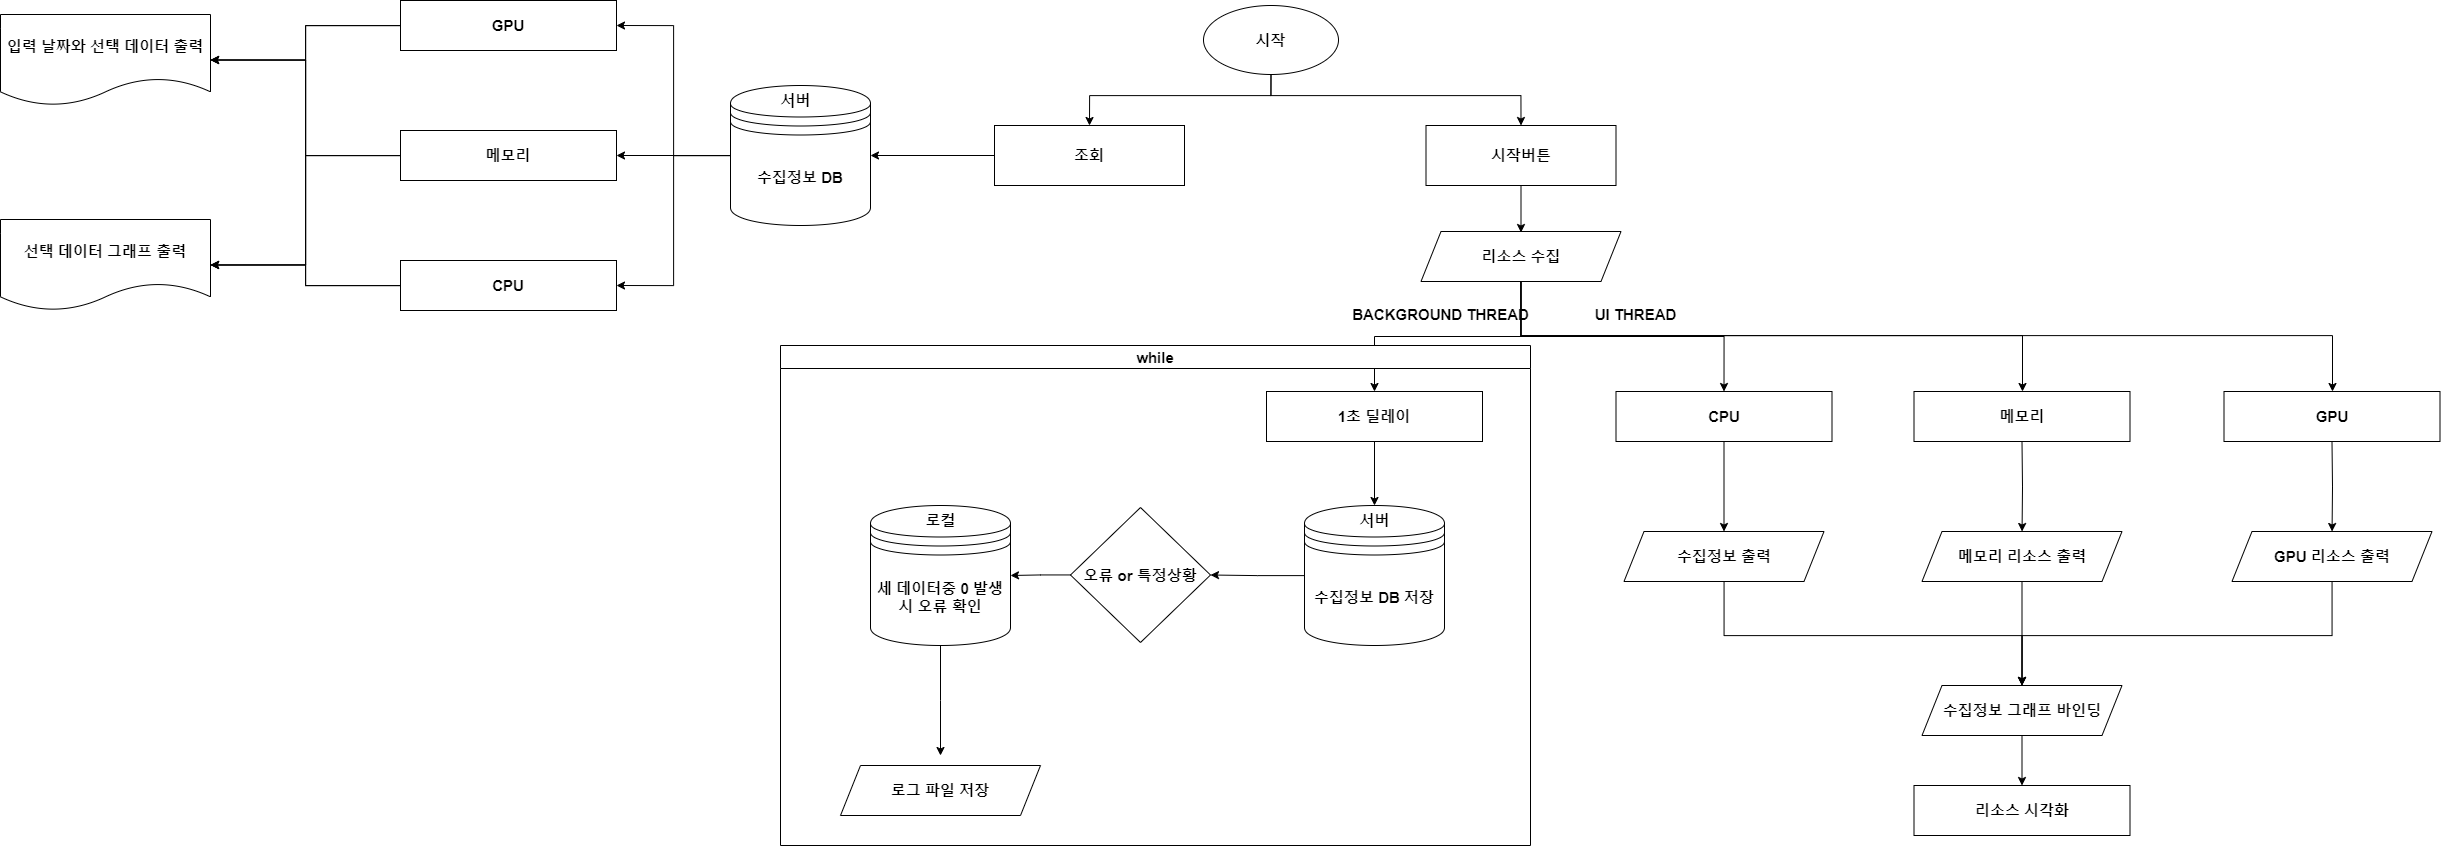 시작
조회
시작버튼
서버
수집정보 DB
GPU
메모리
CPU
입력 날짜와 선택 데이터 출력
선택 데이터 그래프 출력
리소스 수집
BACKGROUND THREAD
UI THREAD
while
1초 딜레이
서버
수집정보 DB 저장
오류 or 특정상황
로컬
세 데이터중 0 발생
시 오류 확인
로그 파일 저장
CPU
메모리
GPU
수집정보 출력
메모리 리소스 출력
GPU 리소스 출력
수집정보 그래프 바인딩
리소스 시각화